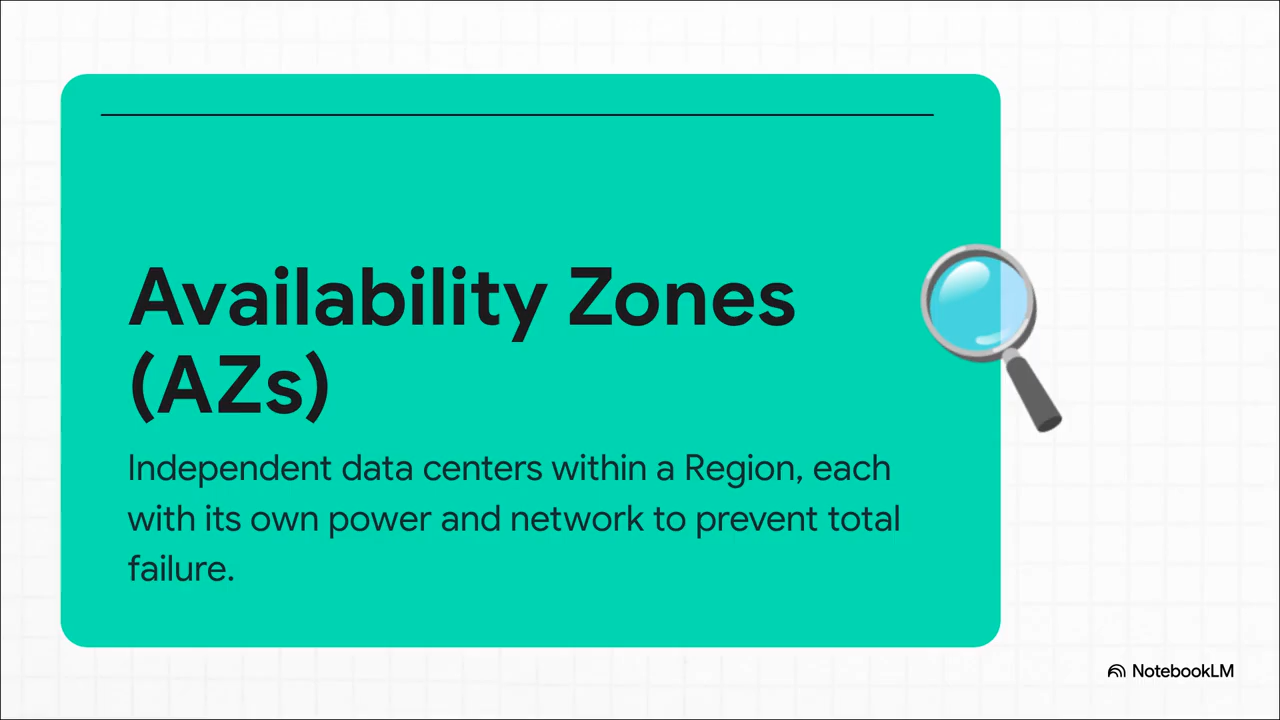 Availability Zones
(AZs)
Independent data centers within a Region, each
with its own power and network to prevent total
failure.
NotebookLM